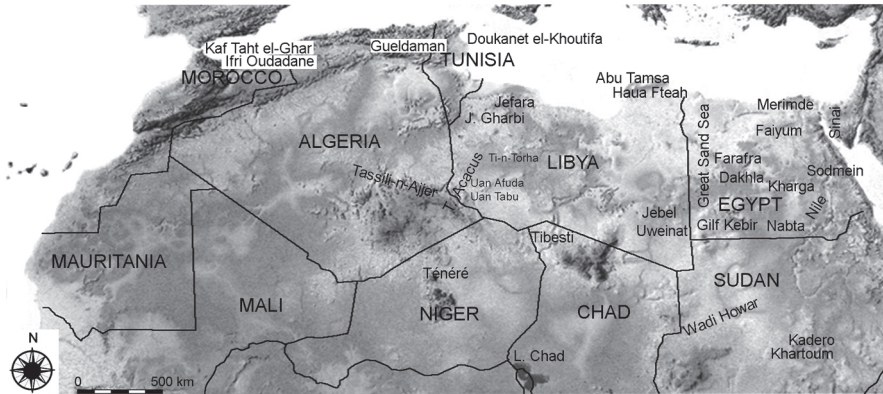 Kaf Taht el-Ghar
Ifri Oudadane
MOROCCO
Gueldaman
Doukanet el-Khoutifa
TUNISIA
Abu Tamsa
Haua Fteah
Jefara
J. Gharbi
Merimde
Sinai
Faiyum
Great Sand Sea
ALGERIA
Ti-n-Torha
LIBYA
Farafra
Sodmein
Dakhla
Kharga
Tassili-n-Ajjer
T. Acacus
Uan Afuda
Uan Tabu
EGYPT
Nile
Jebel
Uweinat
Gilf Kebir
Nabta
Tibesti
MAURITANIA
Ténéré
SUDAN
MALI
NIGER
CHAD
Wadi Howar
Kadero
Khartoum
L. Chad
N
0
500 km